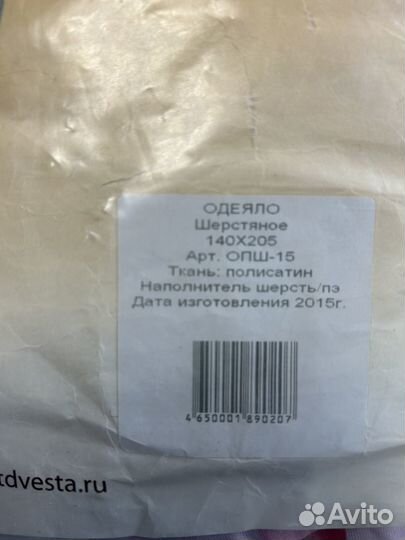 ОДЕЯЛО
Шерстяное
140Х205
Арт. ОПШ-15
Ткань: полисатин
Наполнитель шерсть/пэ
Дата изготовления 2015г.
4 650001 890207
tdvesta.ru
Avito